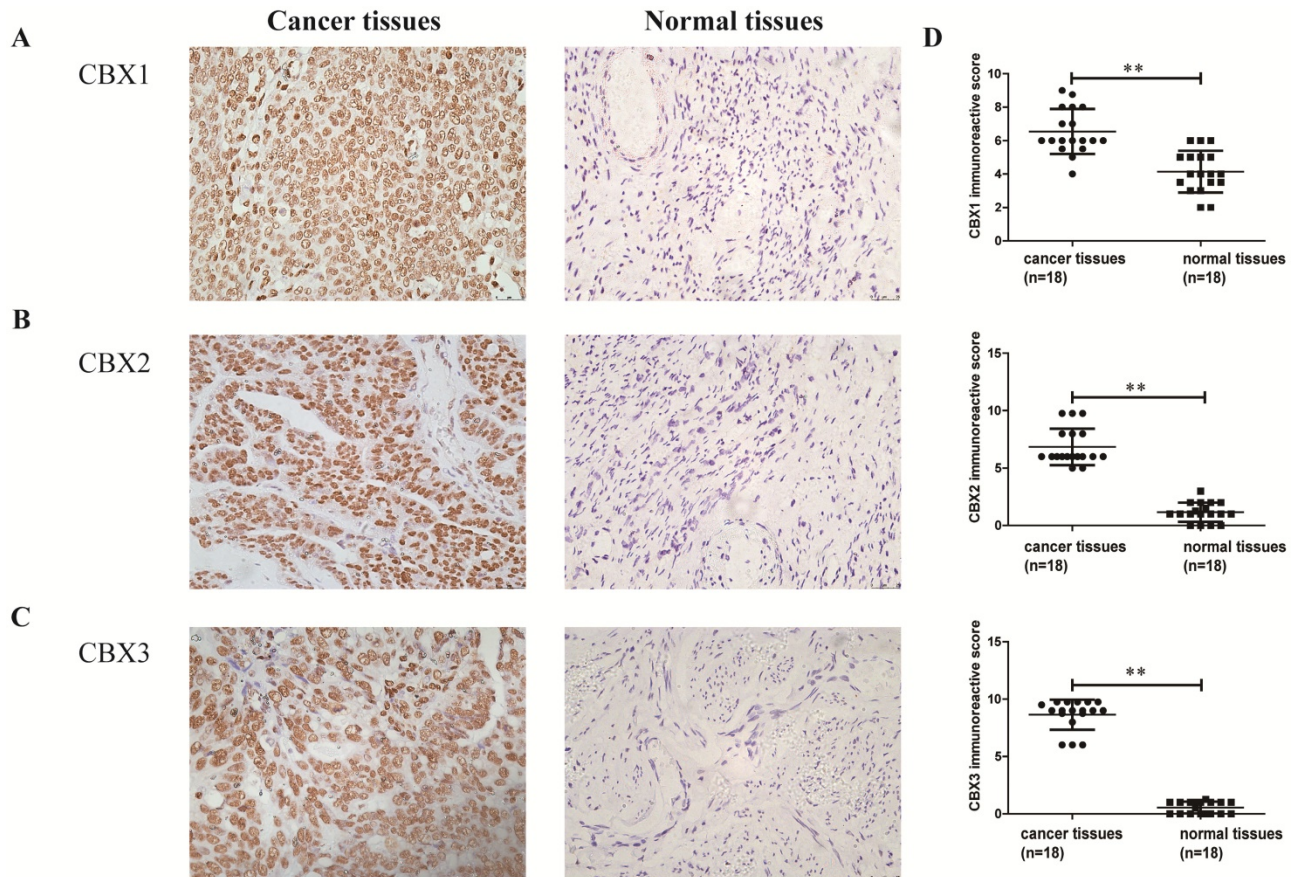 Cancer tissues
Normal tissues
A
CBX1
B
CBX2
C
CBX3
D
CBX1 immunoreactive score
10
8
6
4
2
0
**
cancer tissues
(n=18)
normal tissues
(n=18)
CBX2 immunoreactive score
15
10
5
0
**
cancer tissues
(n=18)
normal tissues
(n=18)
CBX3 immunoreactive score
15
10
5
0
**
cancer tissues
(n=18)
normal tissues
(n=18)